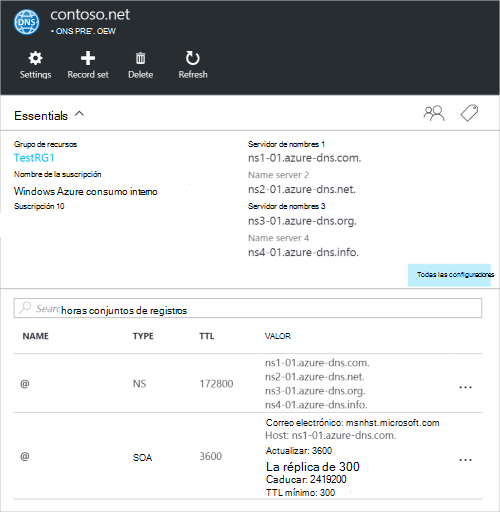 DNS
contoso.net
• ONS PRE'. OEW
Settings
Record set
Delete
Refresh
Essentials
Grupo de recursos
TestRG1
Nombre de la suscripción
Windows Azure consumo interno
Suscripción 10
Servidor de nombres 1
ns1-01.azure-dns.com.
Name server 2
ns2-01.azure-dns.net.
Servidor de nombres 3
ns3-01.azure-dns.org.
Name server 4
ns4-01.azure-dns.info.
Todas las configuradores
Searc horas conjuntos de registros
NAME TYPE TTL VALOR
@ NS 172800
ns1-01.azure-dns.com.
ns2-01.azure-dns.net.
ns3-01.azure-dns.org.
ns4-01.azure-dns.info.
...
@ SOA 3600
Correo electrónico: msnhst.microsoft.com
Host: ns1-01.azure-dns.com.
Actualizar: 3600
La réplica de 300
Caducar: 2419200
TTL mínimo: 300
...